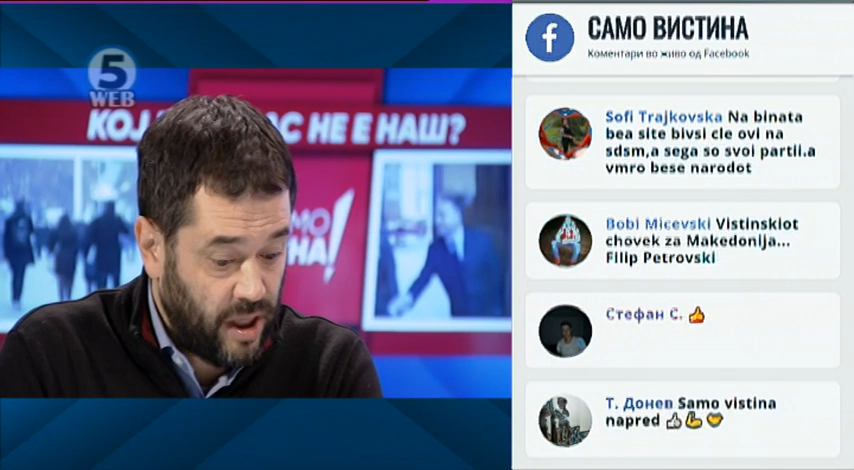 5
WEB
КОЈ
АС НЕ Е НАШ?
f
САМО ВИСТИНА
Коментари во живо од Facebook
Sofi Trajkovska Na binata
bea site bivsi cle ovi na
sdsm,a sega so svoi partii.a
vmro bese narodot
Bobi Micevski Vistinskiot
chovek za Makedonija...
Filip Petrovski
Стефан С. 👍
Т. Донев Samo vistina
napred 👍💪🤝